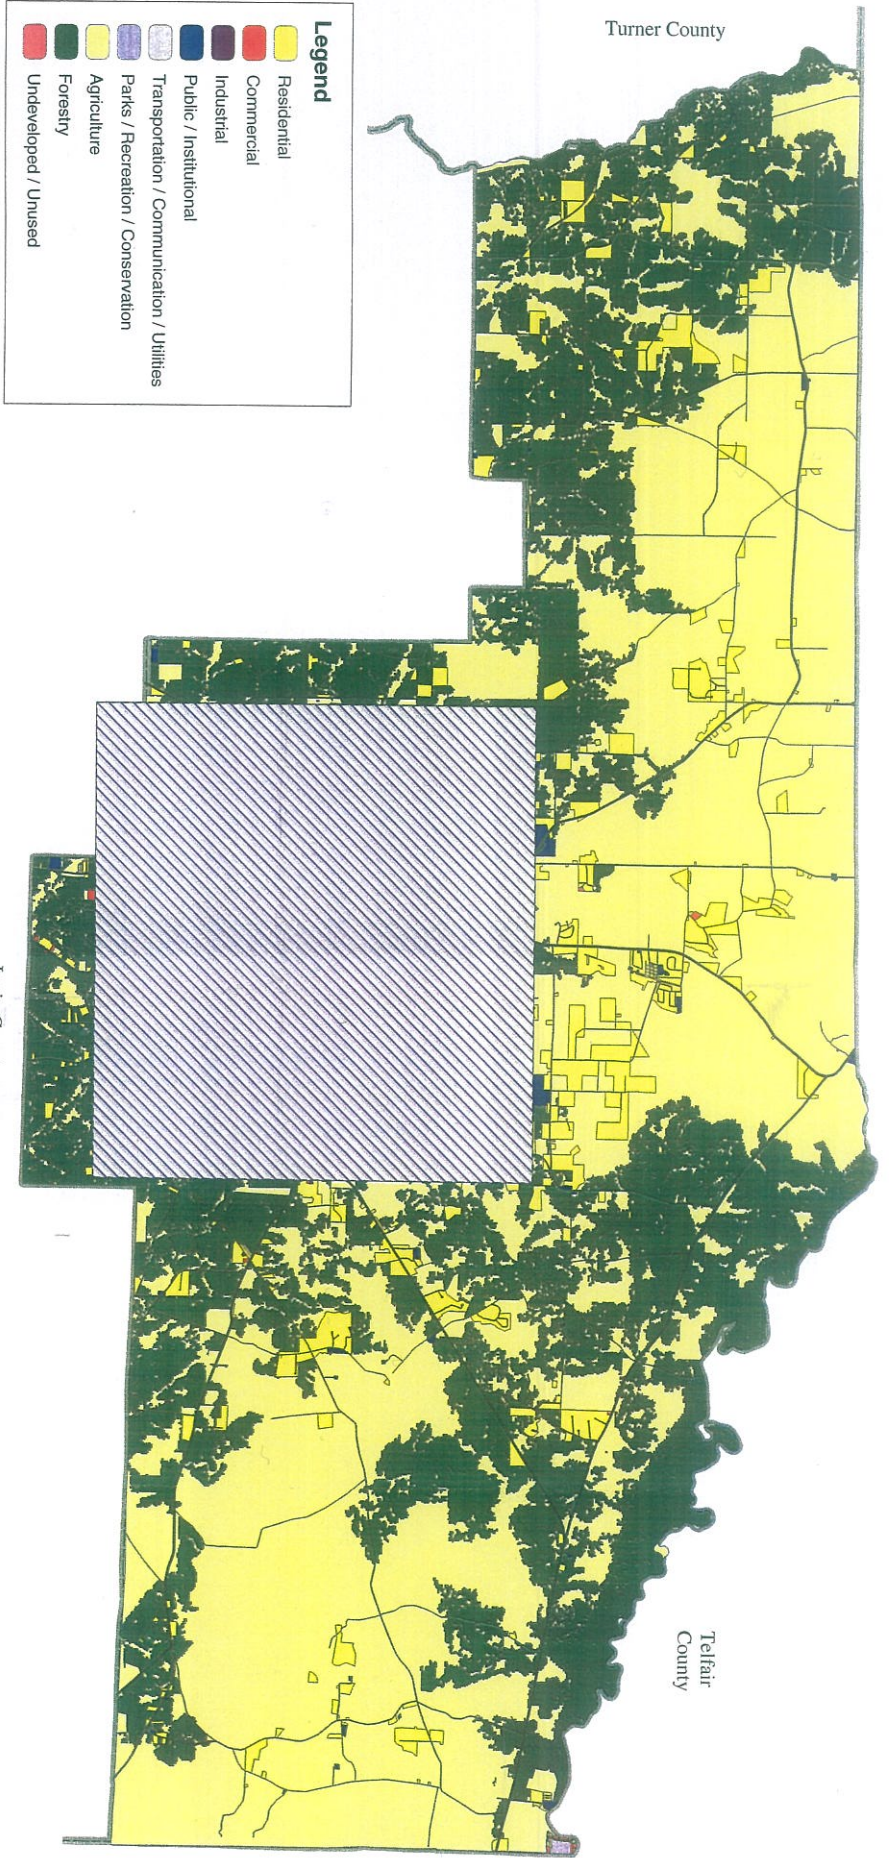 Turner County
Legend
Residential
Commercial
Industrial
Public / Institutional
Transportation / Communication / Utilities
Parks / Recreation / Conservation
Agriculture
Forestry
Undeveloped / Unused
Telfair
County